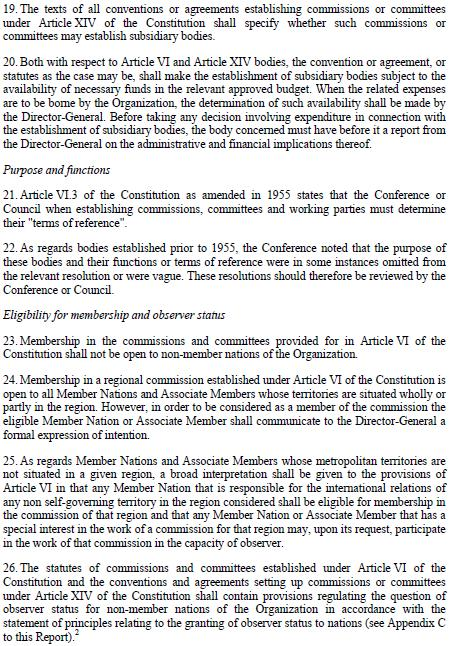 19. The texts of all conventions or agreements establishing commissions or committees
under Article XIV of the Constitution shall specify whether such commissions or
committees may establish subsidiary bodies.
20. Both with respect to Article VI and Article XIV bodies, the convention or agreement, or
statutes as the case may be, shall make the establishment of subsidiary bodies subject to the
availability of necessary funds in the relevant approved budget. When the related expenses
are to be borne by the Organization, the determination of such availability shall be made by
the Director-General. Before taking any decision involving expenditure in connection with
the establishment of subsidiary bodies, the body concerned must have before it a report from
the Director-General on the administrative and financial implications thereof.
Purpose and functions
21. Article VI.3 of the Constitution as amended in 1955 states that the Conference or
Council when establishing commissions, committees and working parties must determine
their "terms of reference".
22. As regards bodies established prior to 1955, the Conference noted that the purpose of
these bodies and their functions or terms of reference were in some instances omitted from
the relevant resolution or were vague. These resolutions should therefore be reviewed by the
Conference or Council.
Eligibility for membership and observer status
23. Membership in the commissions and committees provided for in Article VI of the
Constitution shall not be open to non-member nations of the Organization.
24. Membership in a regional commission established under Article VI of the Constitution is
open to all Member Nations and Associate Members whose territories are situated wholly or
partly in the region. However, in order to be considered as a member of the commission the
eligible Member Nation or Associate Member shall communicate to the Director-General a
formal expression of intention.
25. As regards Member Nations and Associate Members whose metropolitan territories are
not situated in a given region, a broad interpretation shall be given to the provisions of
Article VI in that any Member Nation that is responsible for the international relations of
any non self-governing territory in the region considered shall be eligible for membership in
the commission of that region and that any Member Nation or Associate Member that has a
special interest in the work of a commission for that region may, upon its request, participate
in the work of that commission in the capacity of observer.
26. The statutes of commissions and committees established under Article VI of the
Constitution and the conventions and agreements setting up commissions or committees
under Article XIV of the Constitution shall contain provisions regulating the question of
observer status for non-member nations of the Organization in accordance with the
statement of principles relating to the granting of observer status to nations (see Appendix C
to this Report).2